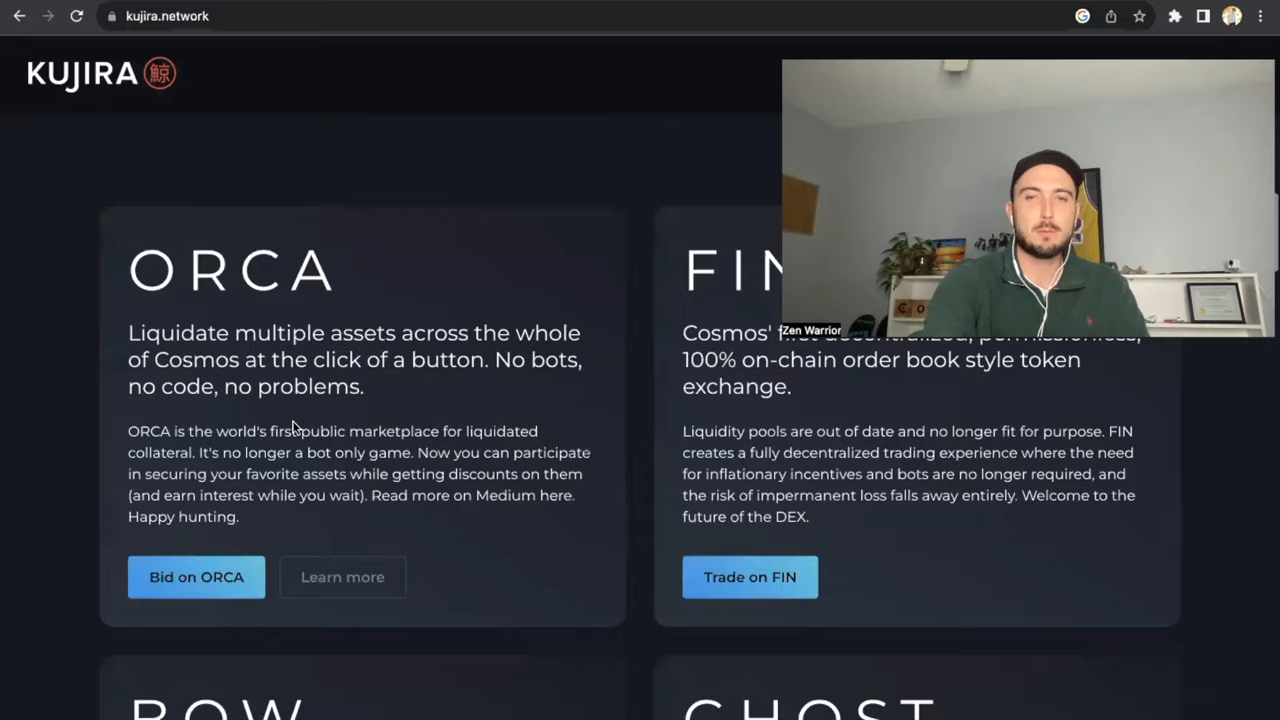 kujira.network
KUJIRA 鯨
ORCA
Liquidate multiple assets across the whole
of Cosmos at the click of a button. No bots,
no code, no problems.
ORCA is the world's first public marketplace for liquidated
collateral. It's no longer a bot only game. Now you can participate
in securing your favorite assets while getting discounts on them
(and earn interest while you wait). Read more on Medium here.
Happy hunting.
Bid on ORCA
Learn more
FIN
Cosmos' first decentralized, permissionless,
100% on-chain order book style token
exchange.
Liquidity pools are out of date and no longer fit for purpose. FIN
creates a fully decentralized trading experience where the need
for inflationary incentives and bots are no longer required, and
the risk of impermanent loss falls away entirely. Welcome to the
future of the DEX.
Trade on FIN
Zen Warrior
BOW
GHOST